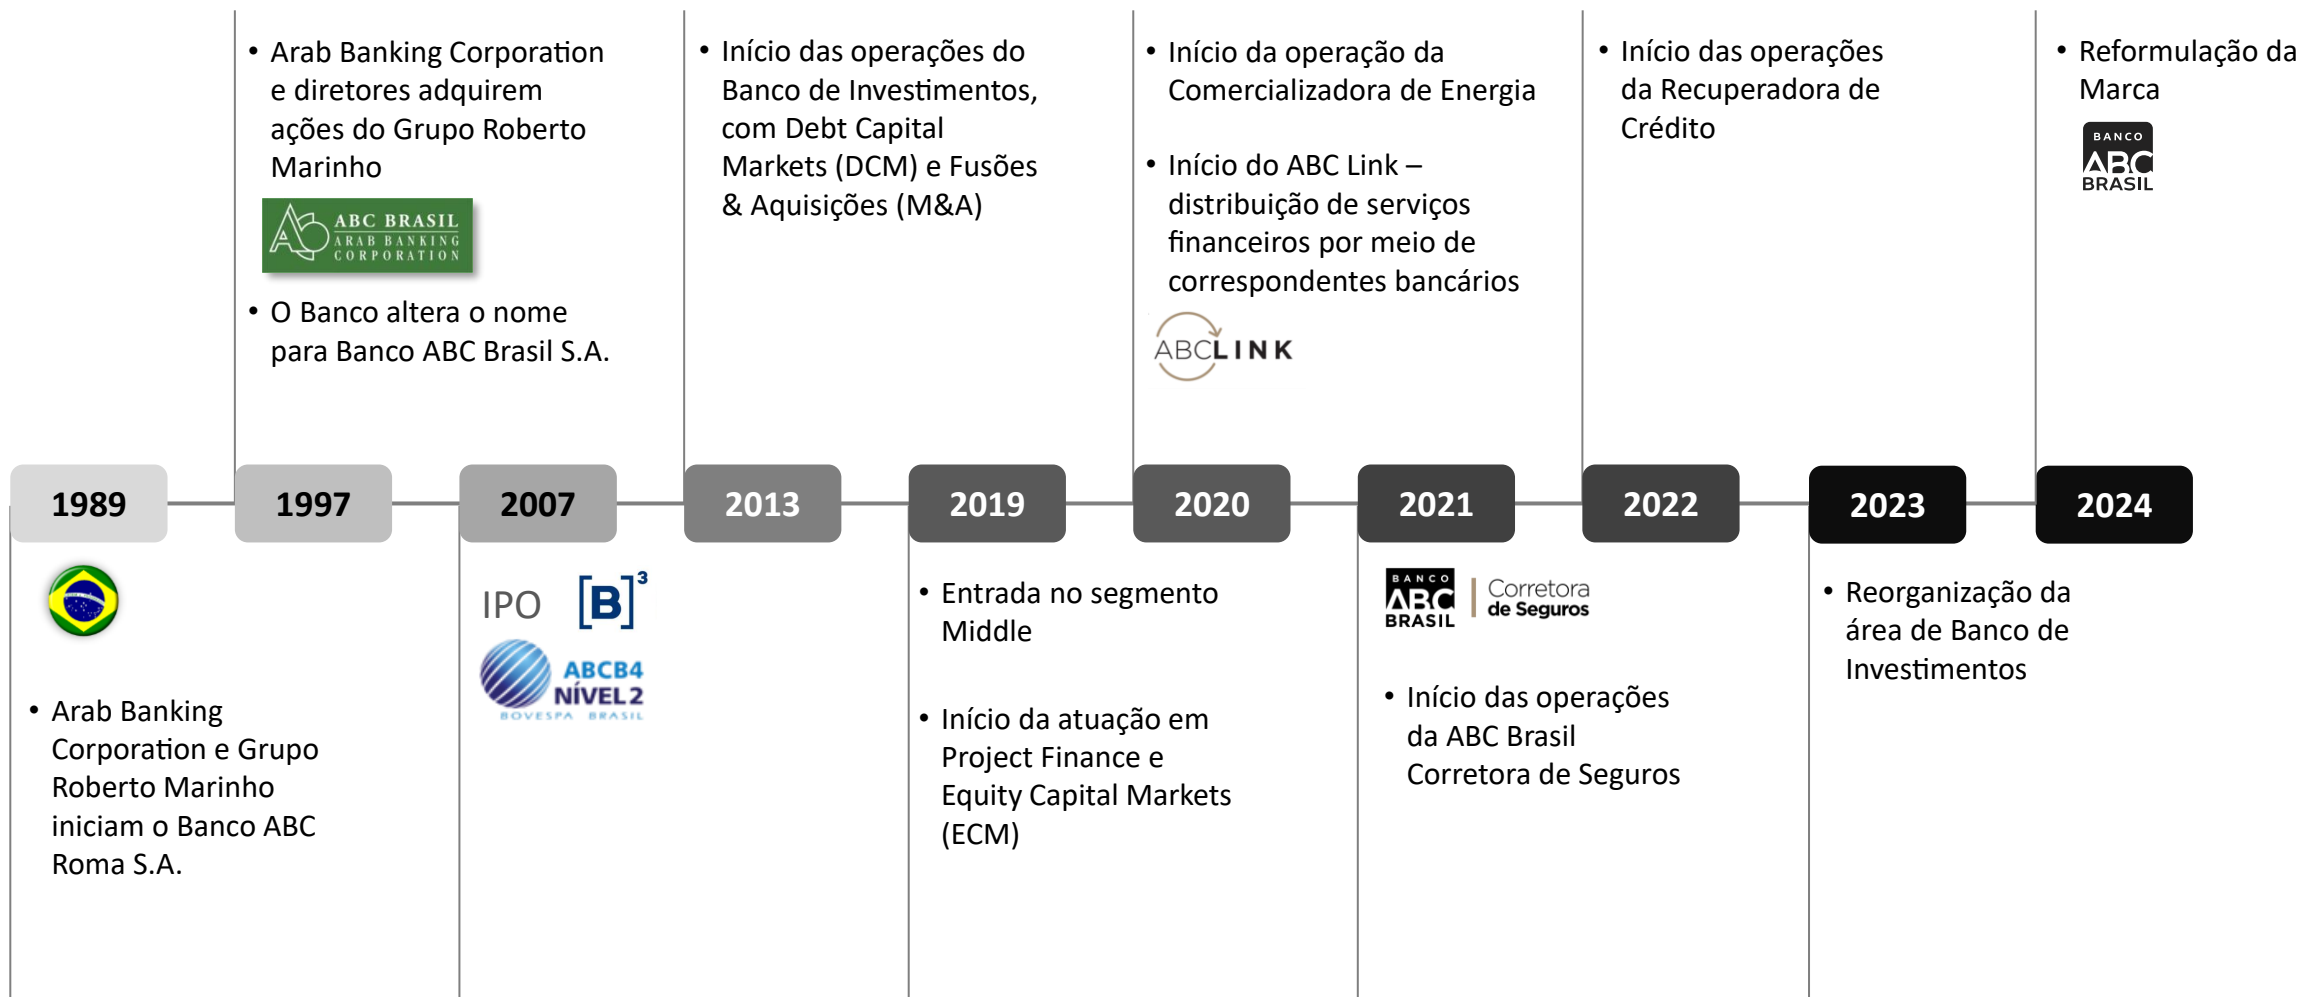 • Arab Banking Corporation
e diretores adquirem
ações do Grupo Roberto
Marinho
ABC BRASIL
ARAB BANKING
CORPORATION
• O Banco altera o nome
para Banco ABC Brasil S.A.
• Início das operações do
Banco de Investimentos,
com Debt Capital
Markets (DCM) e Fusões
& Aquisições (M&A)
• Início da operação da
Comercializadora de Energia
• Início do ABC Link –
distribuição de serviços
financeiros por meio de
correspondentes bancários
ABCLINK
• Início das operações
da Recuperadora de
Crédito
• Reformulação da
Marca
BANCO
ABC
BRASIL
1989
1997
2007
2013
2019
2020
2021
2022
2023
2024
• Arab Banking
Corporation e Grupo
Roberto Marinho
iniciam o Banco ABC
Roma S.A.
IPO
[B]³
ABCB4
NÍVEL 2
BOVESPA BRASIL
• Entrada no segmento
Middle
• Início da atuação em
Project Finance e
Equity Capital Markets
(ECM)
BANCO
ABC
BRASIL
Corretora
de Seguros
• Início das operações
da ABC Brasil
Corretora de Seguros
• Reorganização da
área de Banco de
Investimentos